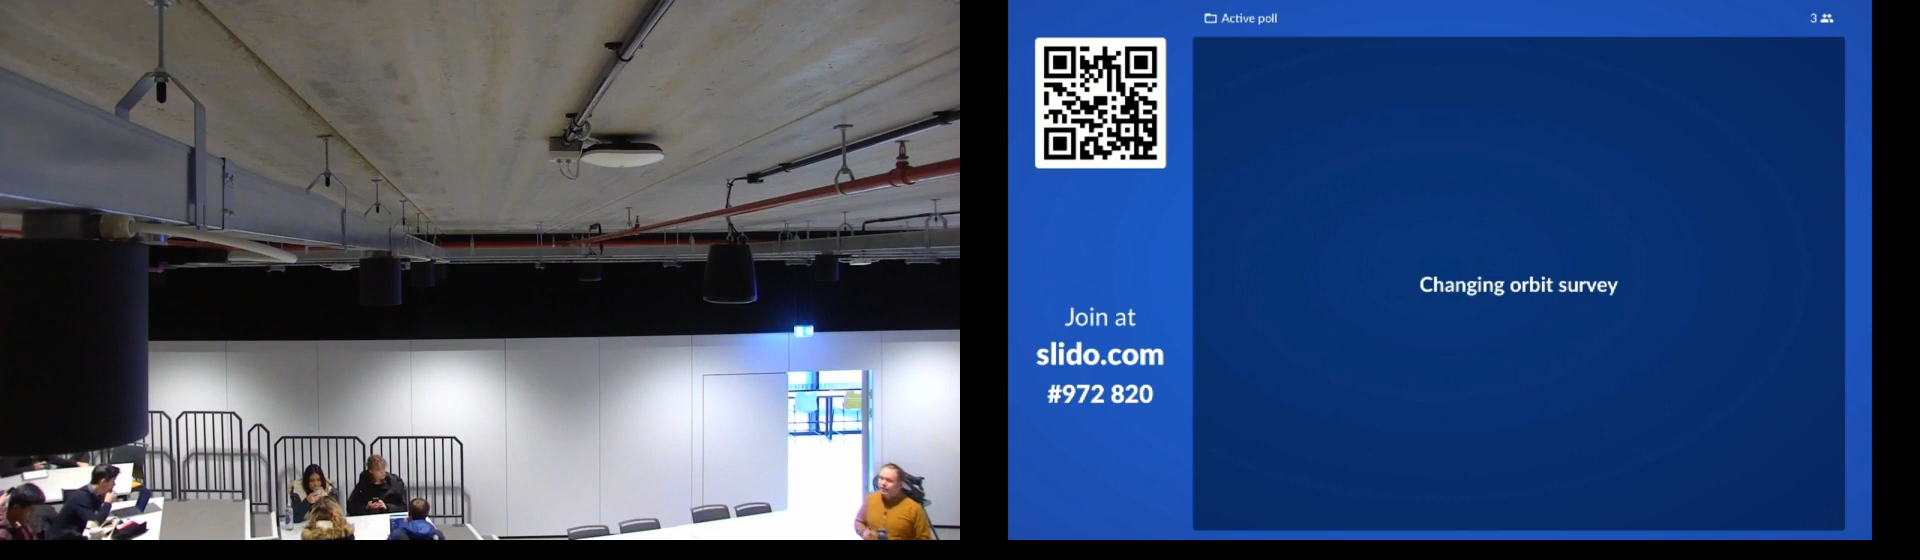 Active poll
3
Join at
slido.com
#972 820
Changing orbit survey